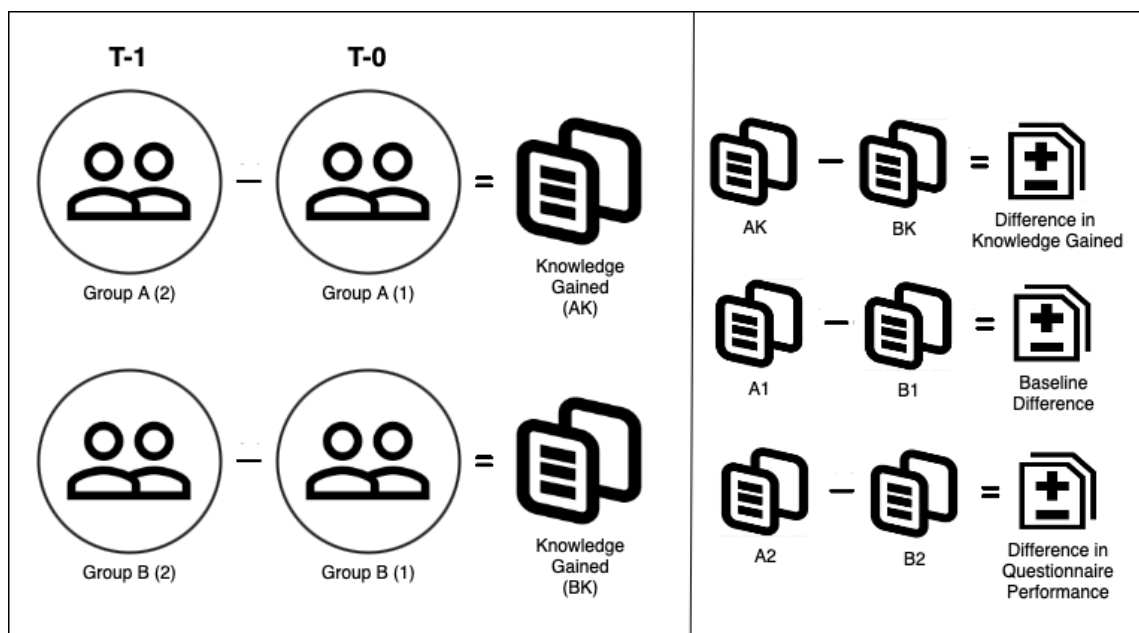 T-1
T-0
Group A (2)
Group A (1)
Knowledge
Gained
(AK)
Group B (2)
Group B (1)
Knowledge
Gained
(BK)
AK
BK
Difference in
Knowledge Gained
A1
B1
Baseline
Difference
A2
B2
Difference in
Questionnaire
Performance